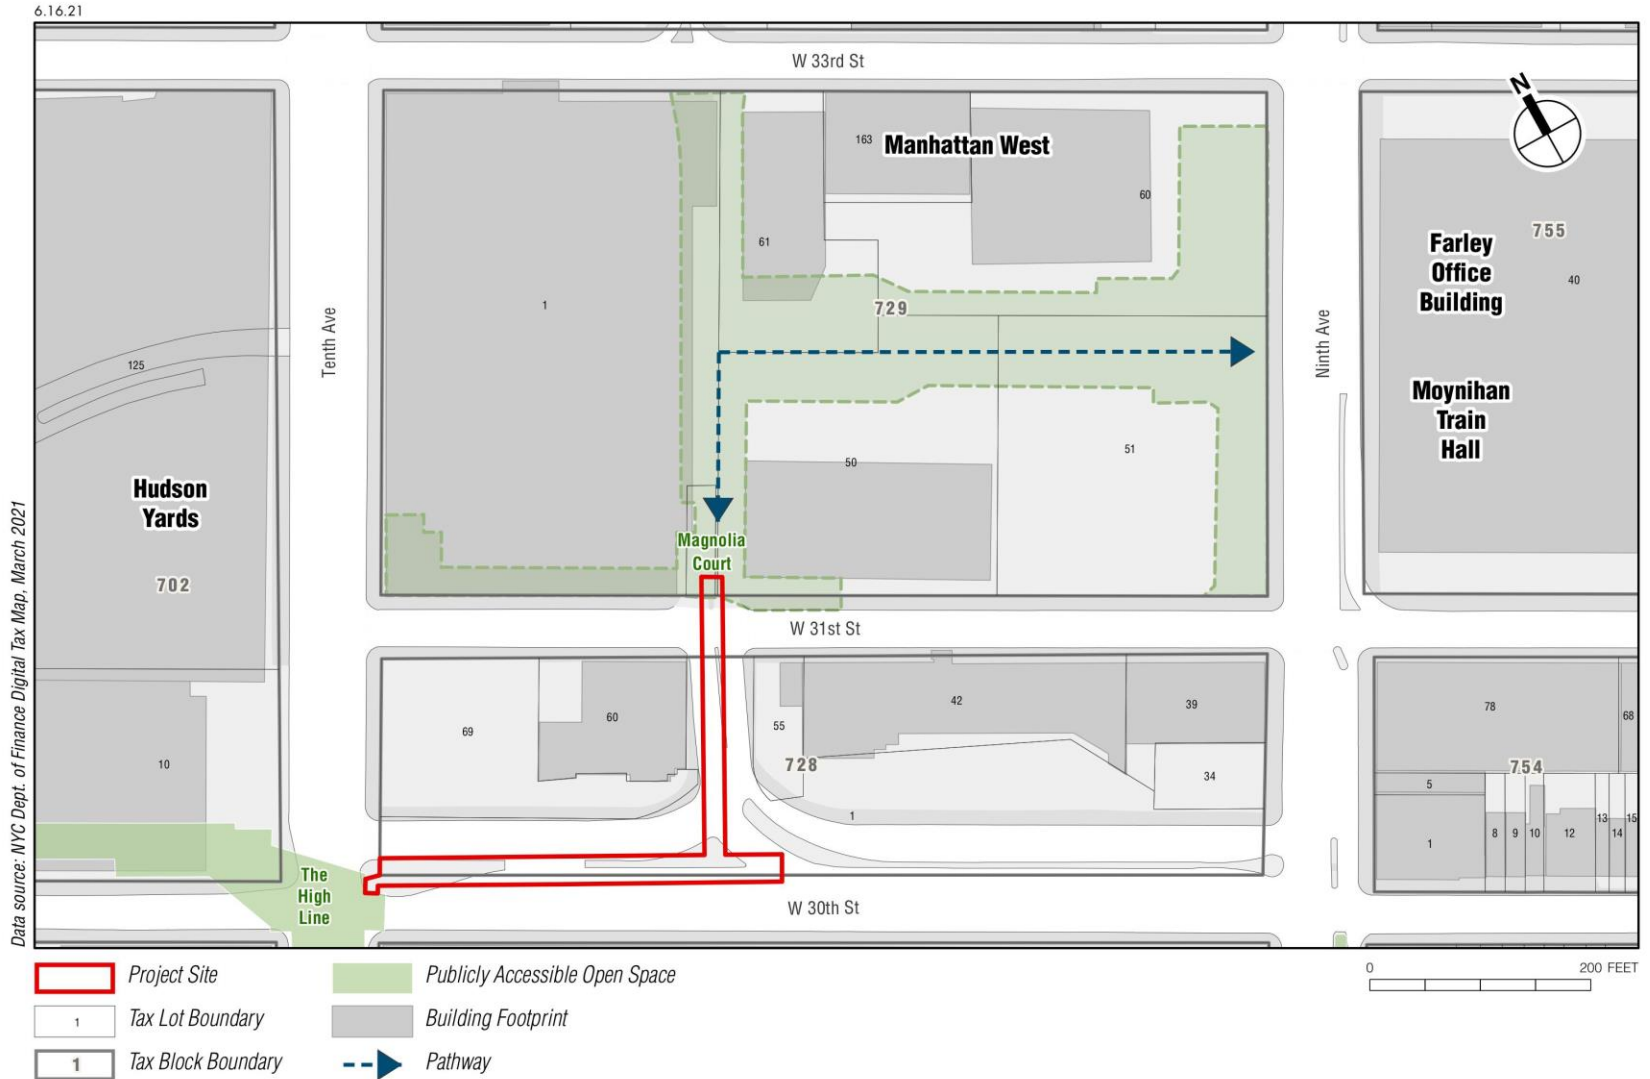 6.16.21
W 33rd St
N
163
Manhattan West
60
61
755
Farley
Office
Building
40
1
729
Tenth Ave
Ninth Ave
125
Moynihan
Train
Hall
50
51
Hudson
Yards
702
Magnolia
Court
W 31st St
69
60
55
42
39
78
68
10
728
34
754
5
1
1
8
9
10
12
13
14
15
The
High
Line
W 30th St
Data source: NYC Dept. of Finance Digital Tax Map, March 2021
Project Site
Publicly Accessible Open Space
0 200 FEET
1 Tax Lot Boundary
Building Footprint
1 Tax Block Boundary
Pathway